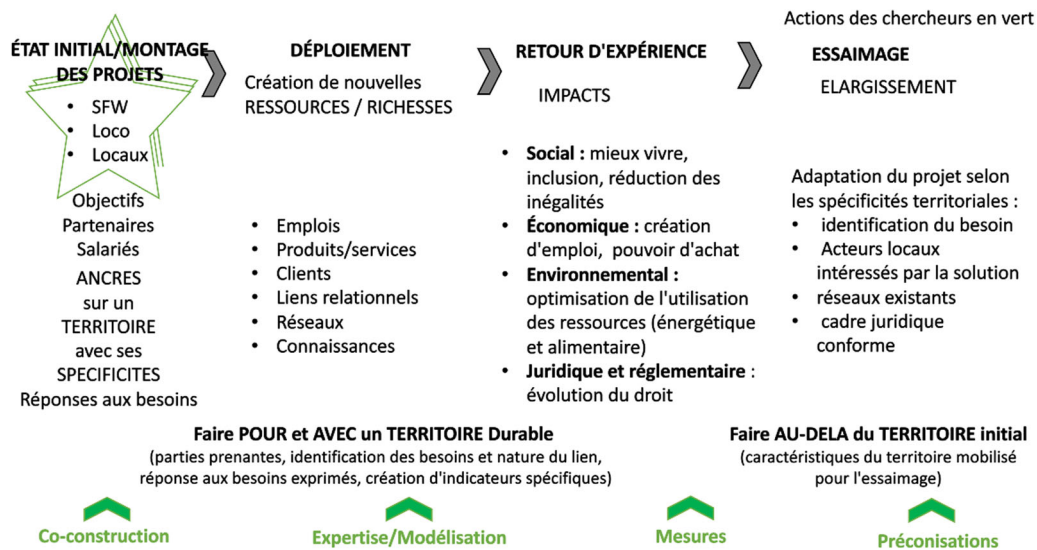 Actions des chercheurs en vert
ÉTAT INITIAL/MONTAGE
DES PROJETS
• SFW
• Loco
• Locaux
Objectifs
Partenaires
Salariés
ANCRES
sur un
TERRITOIRE
avec ses
SPECIFICITES
Réponses aux besoins
DÉPLOIEMENT
Création de nouvelles
RESSOURCES / RICHESSES
• Emplois
• Produits/services
• Clients
• Liens relationnels
• Réseaux
• Connaissances
RETOUR D'EXPÉRIENCE
IMPACTS
• Social : mieux vivre,
inclusion, réduction des
inégalités
• Économique : création
d'emploi, pouvoir d'achat
• Environnemental :
optimisation de l'utilisation
des ressources (énergétique
et alimentaire)
• Juridique et réglementaire :
évolution du droit
ESSAIMAGE
ELARGISSEMENT
Adaptation du projet selon
les spécificités territoriales :
• identification du besoin
• Acteurs locaux
intéressés par la solution
• réseaux existants
• cadre juridique
conforme
Faire POUR et AVEC un TERRITOIRE Durable
(parties prenantes, identification des besoins et nature du lien,
réponse aux besoins exprimés, création d'indicateurs spécifiques)
Faire AU-DELA du TERRITOIRE initial
(caractéristiques du territoire mobilisé
pour l'essaimage)
Co-construction
Expertise/Modélisation
Mesures
Préconisations